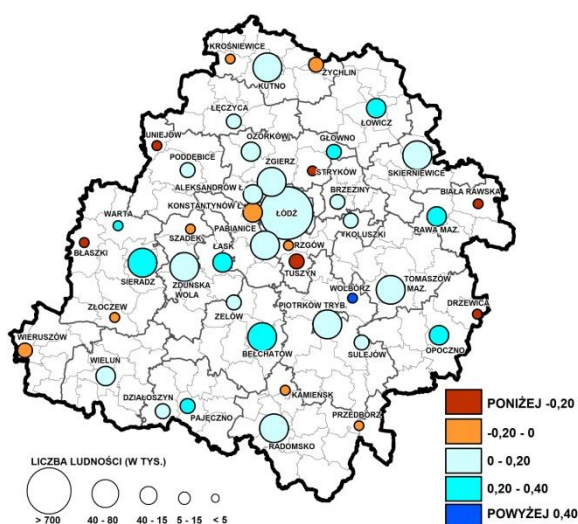 KROŚNIEWICE
ŻYCHLIN
KUTNO
ŁĘCZYCA
ŁOWICZ
UNIEJÓW
OZORKÓW
GŁOWNO
PODDĘBICE
ZGIERZ
STRYKÓW
SKIERNIEWICE
ALEKSANDRÓW Ł.
BRZEZINY
BIAŁA RAWSKA
KONSTANTYNÓW Ł.
ŁÓDŹ
WARTA
PABIANICE
RAWA MAZ.
SZADEK
ŁASK
RZGÓW
KOLUSZKI
BŁASZKI
TUSZYN
SIERADZ
ZDUŃSKA
WOLA
WOLBÓRZ
TOMASZÓW
MAZ.
ZŁOCZEW
ZELÓW
PIOTRKÓW TRYB.
DRZEWICA
WIERUSZÓW
BEŁCHATÓW
SULEJÓW
OPOCZNO
WIELUŃ
DZIAŁOSZYN
PAJĘCZNO
KAMIEŃSK
PRZEDBÓRZ
RADOMSKO
LICZBA LUDNOŚCI (W TYS.)
> 700 40 - 80 40 - 15 5 - 15 < 5
PONIŻEJ -0,20
-0,20 - 0
0 - 0,20
0,20 - 0,40
POWYŻEJ 0,40